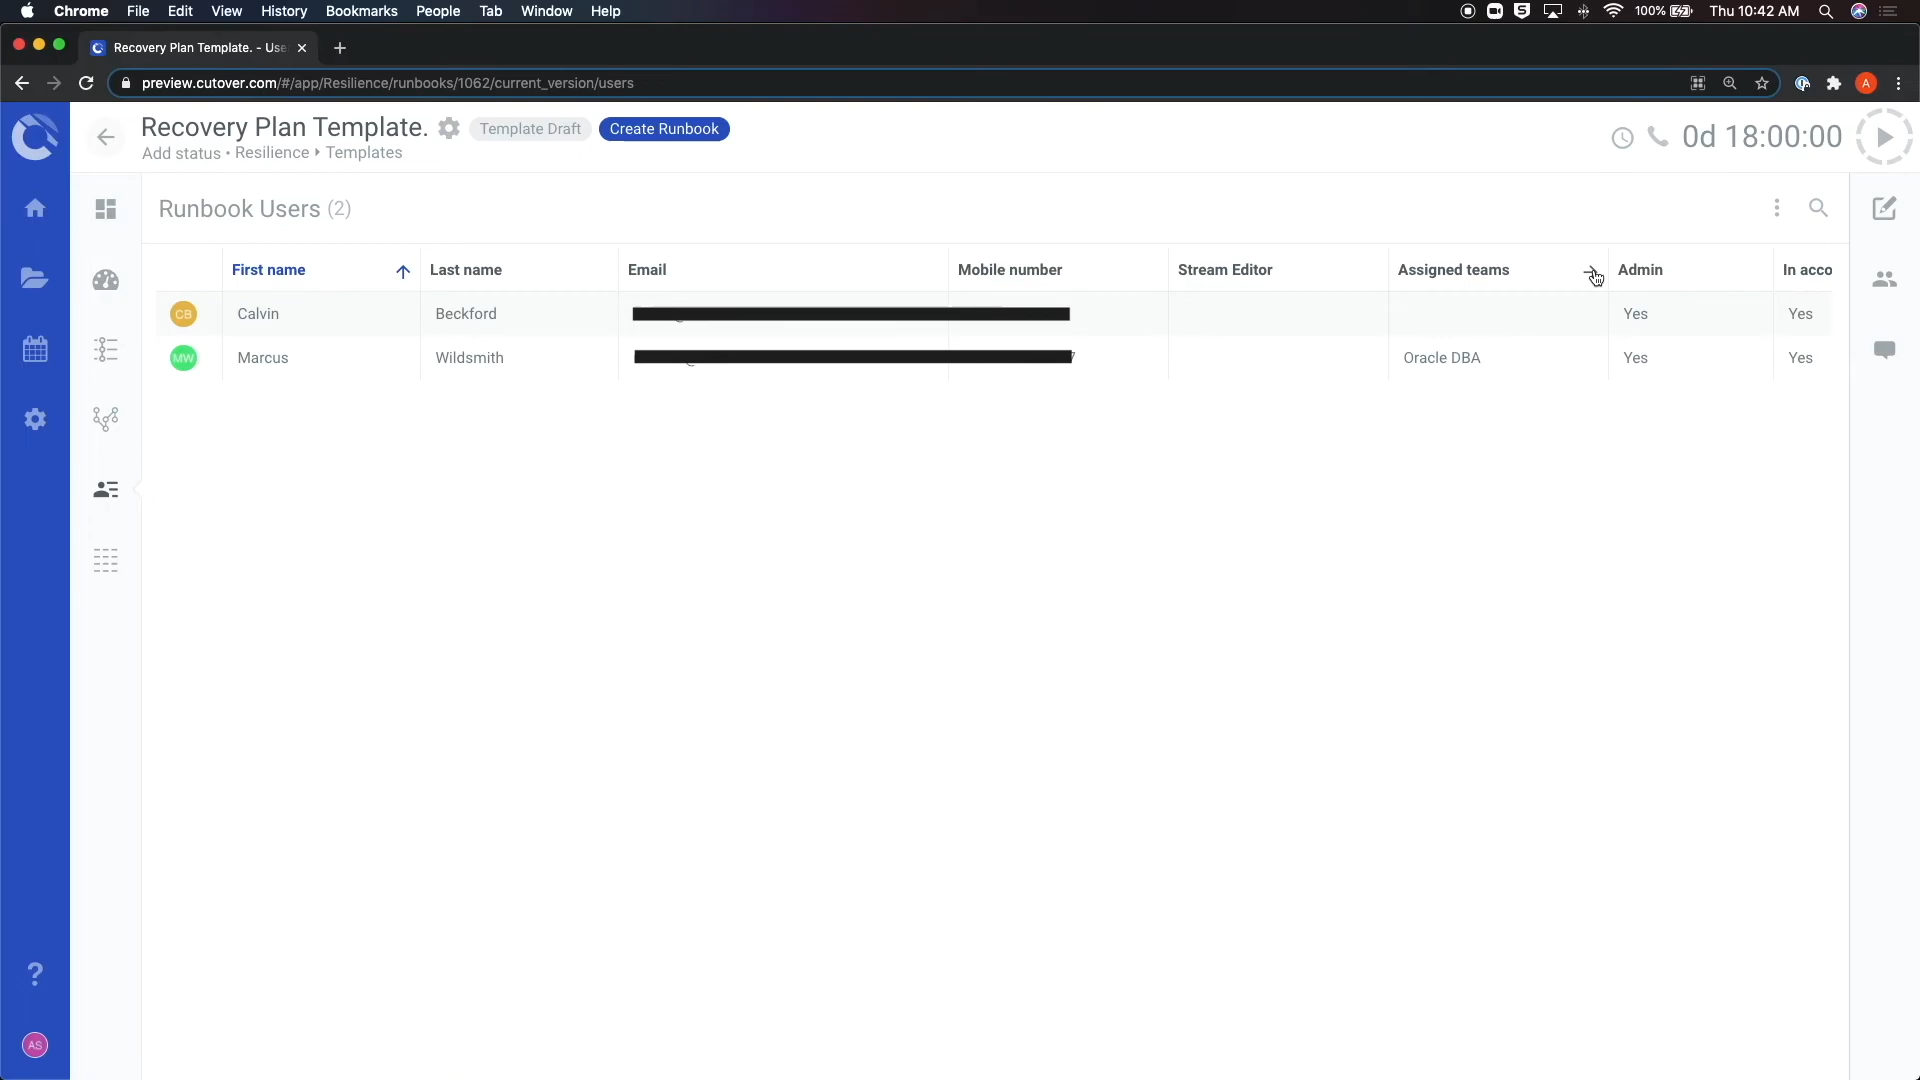 Chrome File Edit View History Bookmarks People Tab Window Help 100% Thu 10:42 AM
Recovery Plan Template. - Use
preview.cutover.com/#/app/Resilience/runbooks/1062/current_version/users A
Recovery Plan Template. Template Draft Create Runbook 0d 18:00:00
Add status • Resilience ▸ Templates
Runbook Users (2)
First name Last name Email Mobile number Stream Editor Assigned teams Admin In acco
CB Calvin Beckford Yes Yes
MW Marcus Wildsmith Oracle DBA Yes Yes
?
AS